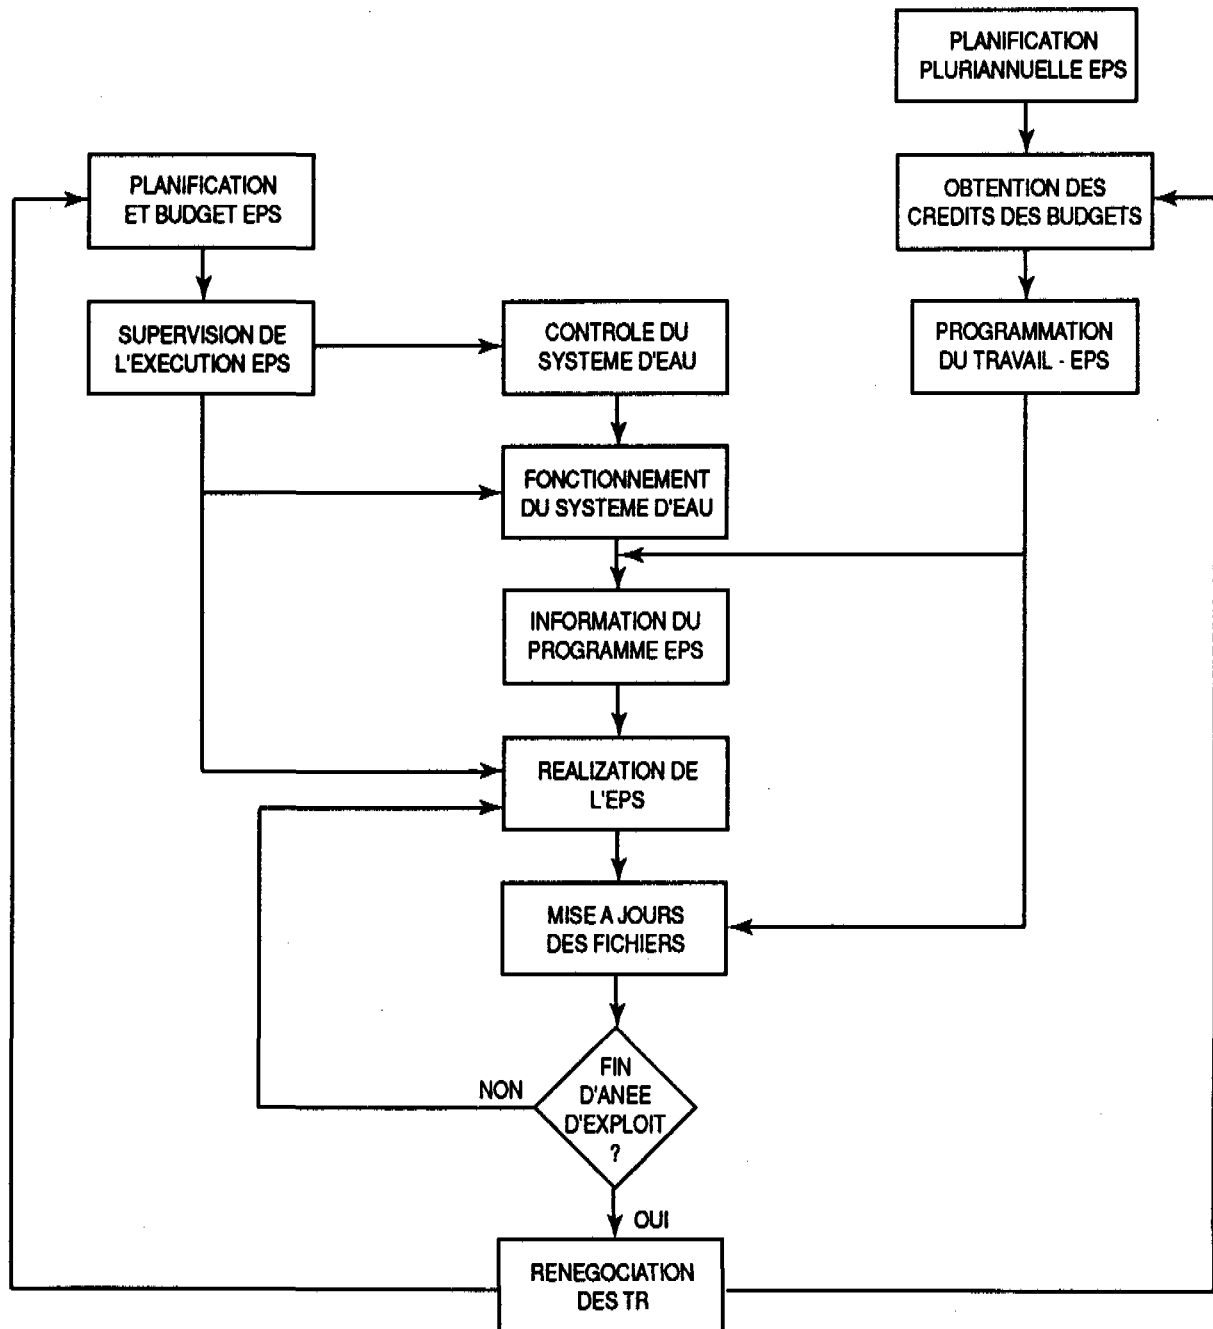 PLANIFICATION
PLURIANNUELLE EPS
PLANIFICATION
ET BUDGET EPS
OBTENTION DES
CREDITS DES BUDGETS
SUPERVISION DE
L'EXECUTION EPS
CONTROLE DU
SYSTEME D'EAU
PROGRAMMATION
DU TRAVAIL - EPS
FONCTIONNEMENT
DU SYSTEME D'EAU
INFORMATION DU
PROGRAMME EPS
REALIZATION DE
L'EPS
MISE A JOURS
DES FICHIERS
FIN
D'ANEE
D'EXPLOIT
?
NON
OUI
RENEGOCIATION
DES TR